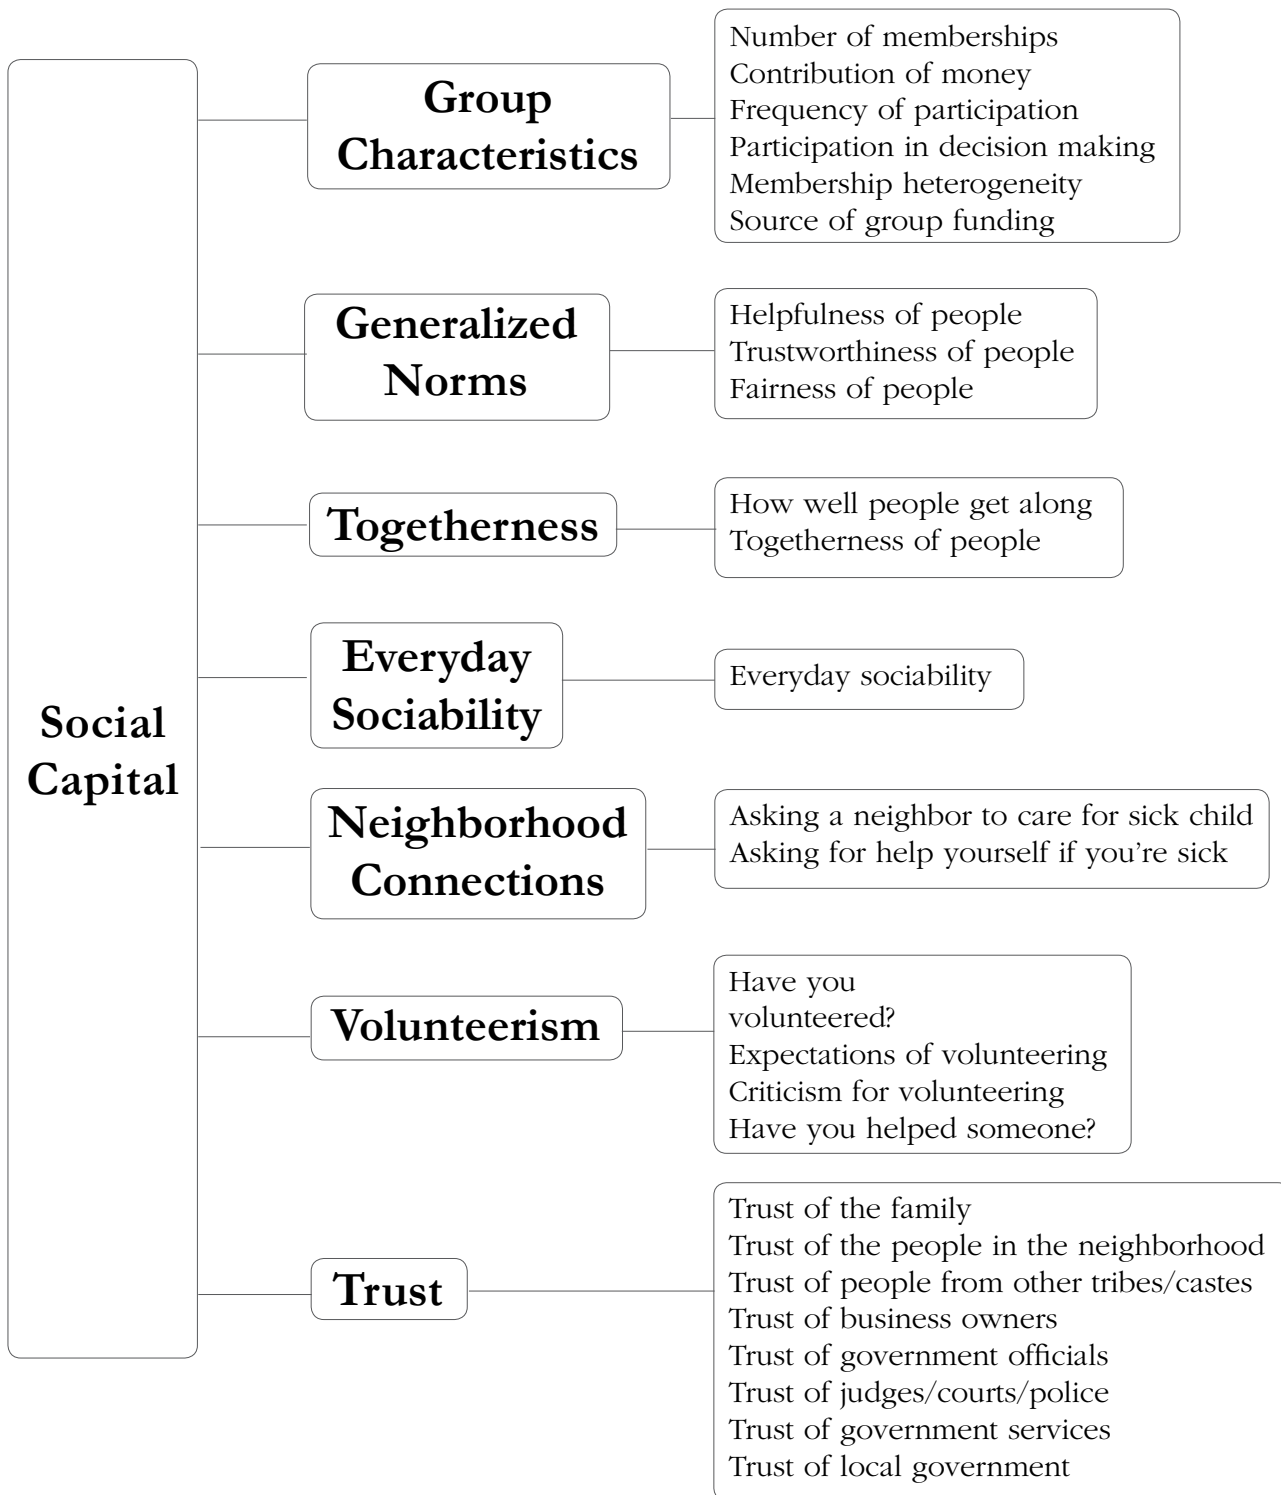 Social
Capital
Group
Characteristics
Number of memberships
Contribution of money
Frequency of participation
Participation in decision making
Membership heterogeneity
Source of group funding
Generalized
Norms
Helpfulness of people
Trustworthiness of people
Fairness of people
Togetherness
How well people get along
Togetherness of people
Everyday
Sociability
Everyday sociability
Neighborhood
Connections
Asking a neighbor to care for sick child
Asking for help yourself if you're sick
Volunteerism
Have you
volunteered?
Expectations of volunteering
Criticism for volunteering
Have you helped someone?
Trust
Trust of the family
Trust of the people in the neighborhood
Trust of people from other tribes/castes
Trust of business owners
Trust of government officials
Trust of judges/courts/police
Trust of government services
Trust of local government